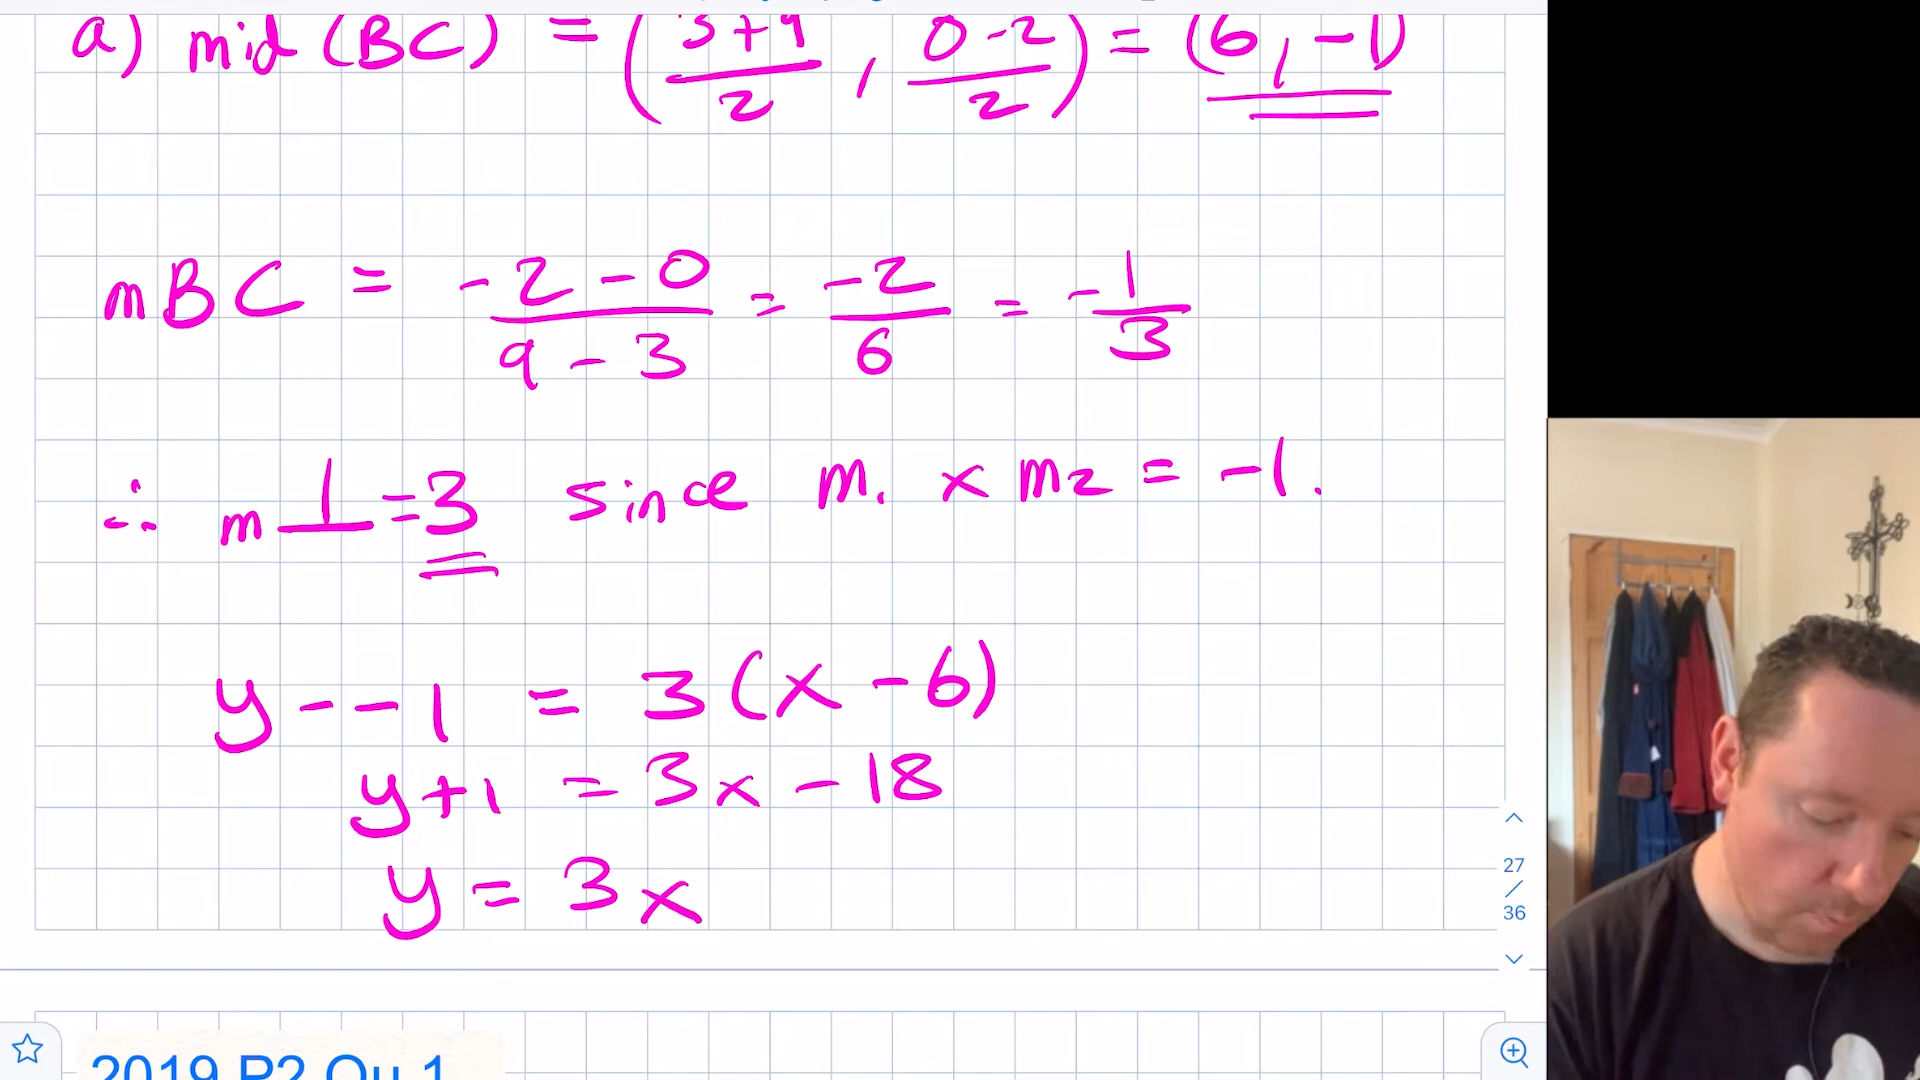 a) mid (BC) = (3+9/2, 0-2/2) = (6, -1)
mBC = -2-0/9-3 = -2/6 = -1/3
∴ m⊥ = 3 since m₁ × m₂ = -1.
y--1 = 3(x-6)
y+1 = 3x-18
y = 3x
27
/
36
2019 P2 Qu 1